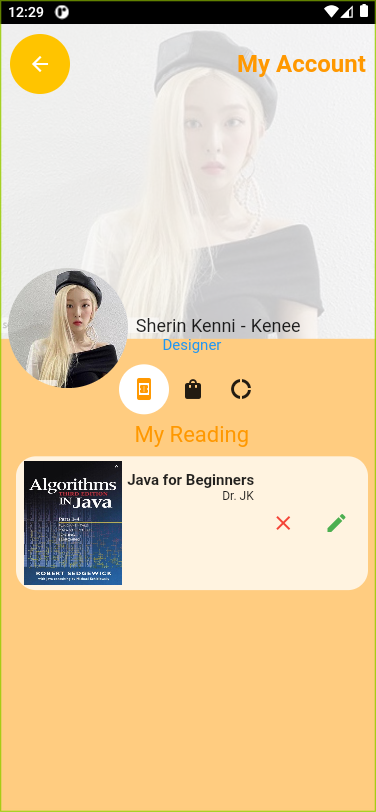 12:29
My Account
Sherin Kenni - Kenee
Designer
My Reading
Algorithms
THIRD EDITION
IN Java
Parts 1-4
ROBERT SEDGEWICK
Java for Beginners
Dr. JK